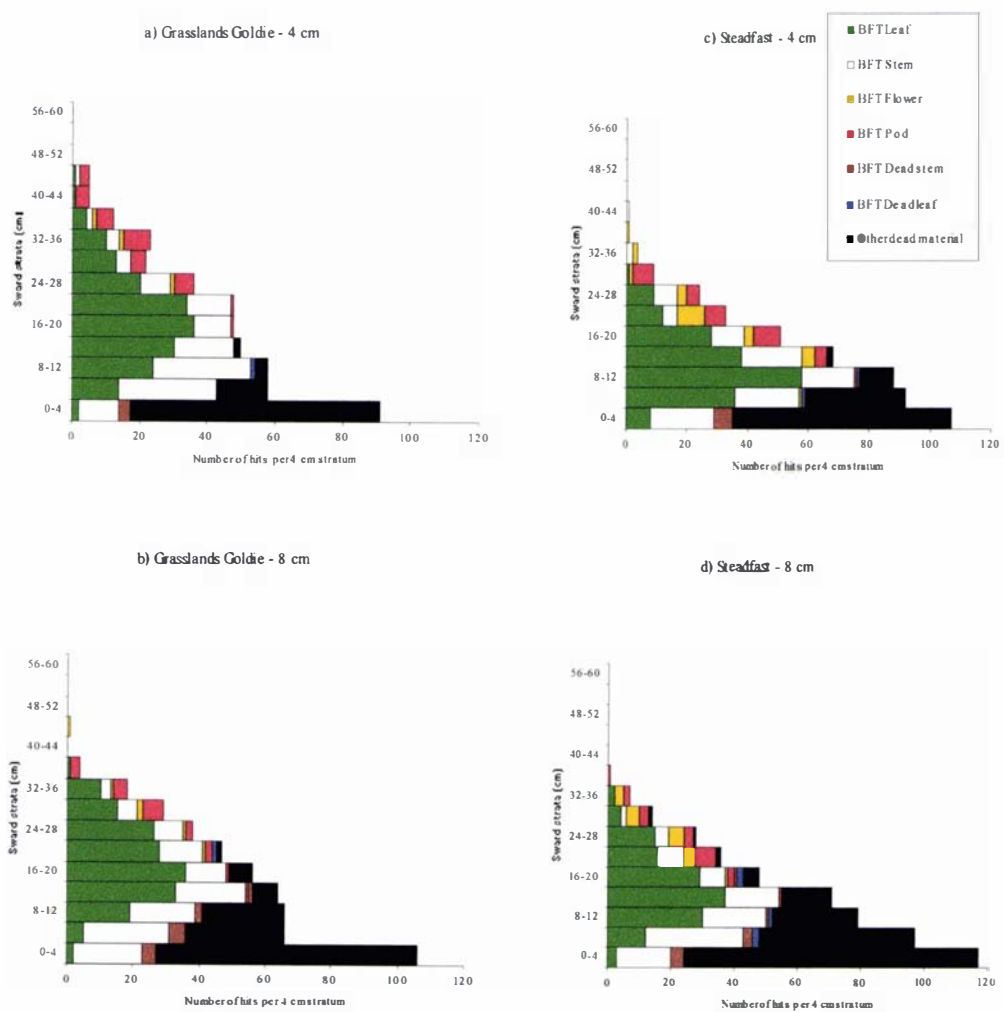 a) Grasslands Goldie - 4 cm
56-60
48-52
40-44
32-36
24-28
16-20
8-12
0-4
Sward strata (cm)
0 20 40 60 80 100 120
Number of hits per 4 cm stratum
c) Steadfast - 4 cm
BFT Leaf
BFT Stem
BFT Flower
BFT Pod
BFT Dead stem
BFT Dead leaf
Other dead material
56-60
48-52
40-44
32-36
24-28
16-20
8-12
0-4
Sward strata (cm)
0 20 40 60 80 100 120
Number of hits per 4 cm stratum
b) Grasslands Goldie - 8 cm
56-60
48-52
40-44
32-36
24-28
16-20
8-12
0-4
Sward strata (cm)
0 20 40 60 80 100 120
Number of hits per 4 cm stratum
d) Steadfast - 8 cm
56-60
48-52
40-44
32-36
24-28
16-20
8-12
0-4
Sward strata (cm)
0 20 40 60 80 100 120
Number of hits per 4 cm stratum